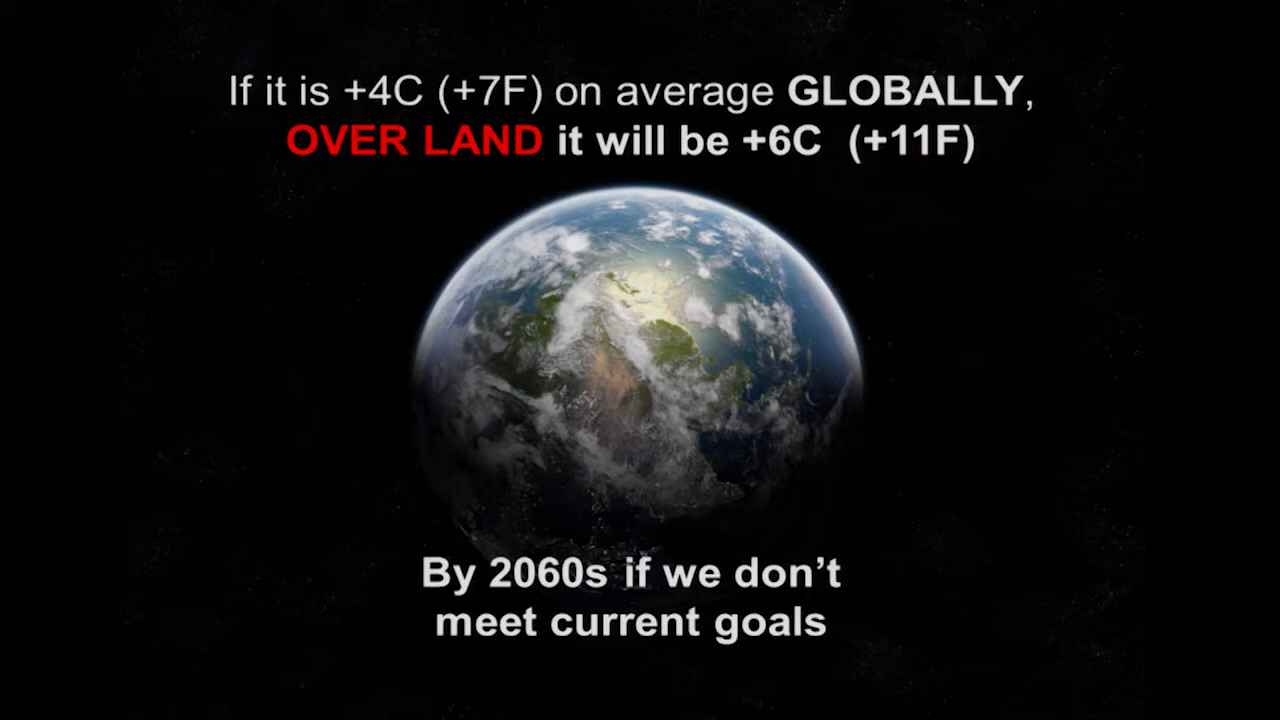 If it is +4C (+7F) on average GLOBALLY,
OVER LAND it will be +6C (+11F)
By 2060s if we don’t
meet current goals